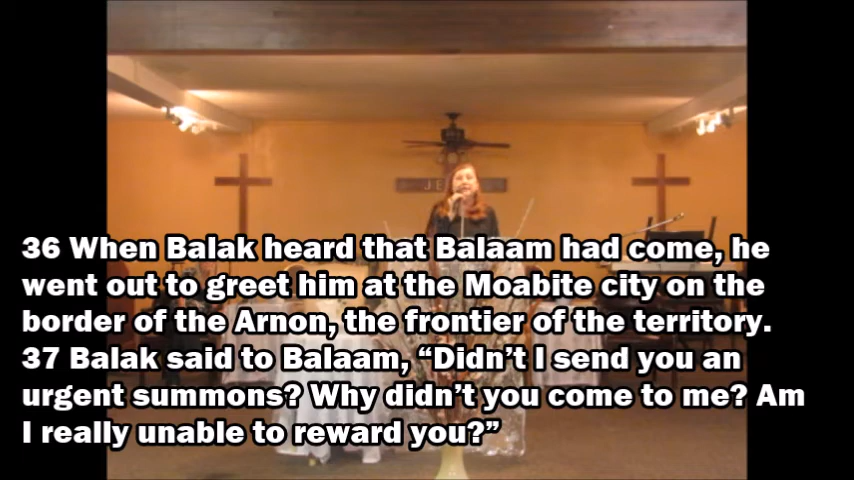 JE
36 When Balak heard that Balaam had come, he
went out to greet him at the Moabite city on the
border of the Arnon, the frontier of the territory.
37 Balak said to Balaam, “Didn’t I send you an
urgent summons? Why didn’t you come to me? Am
I really unable to reward you?”